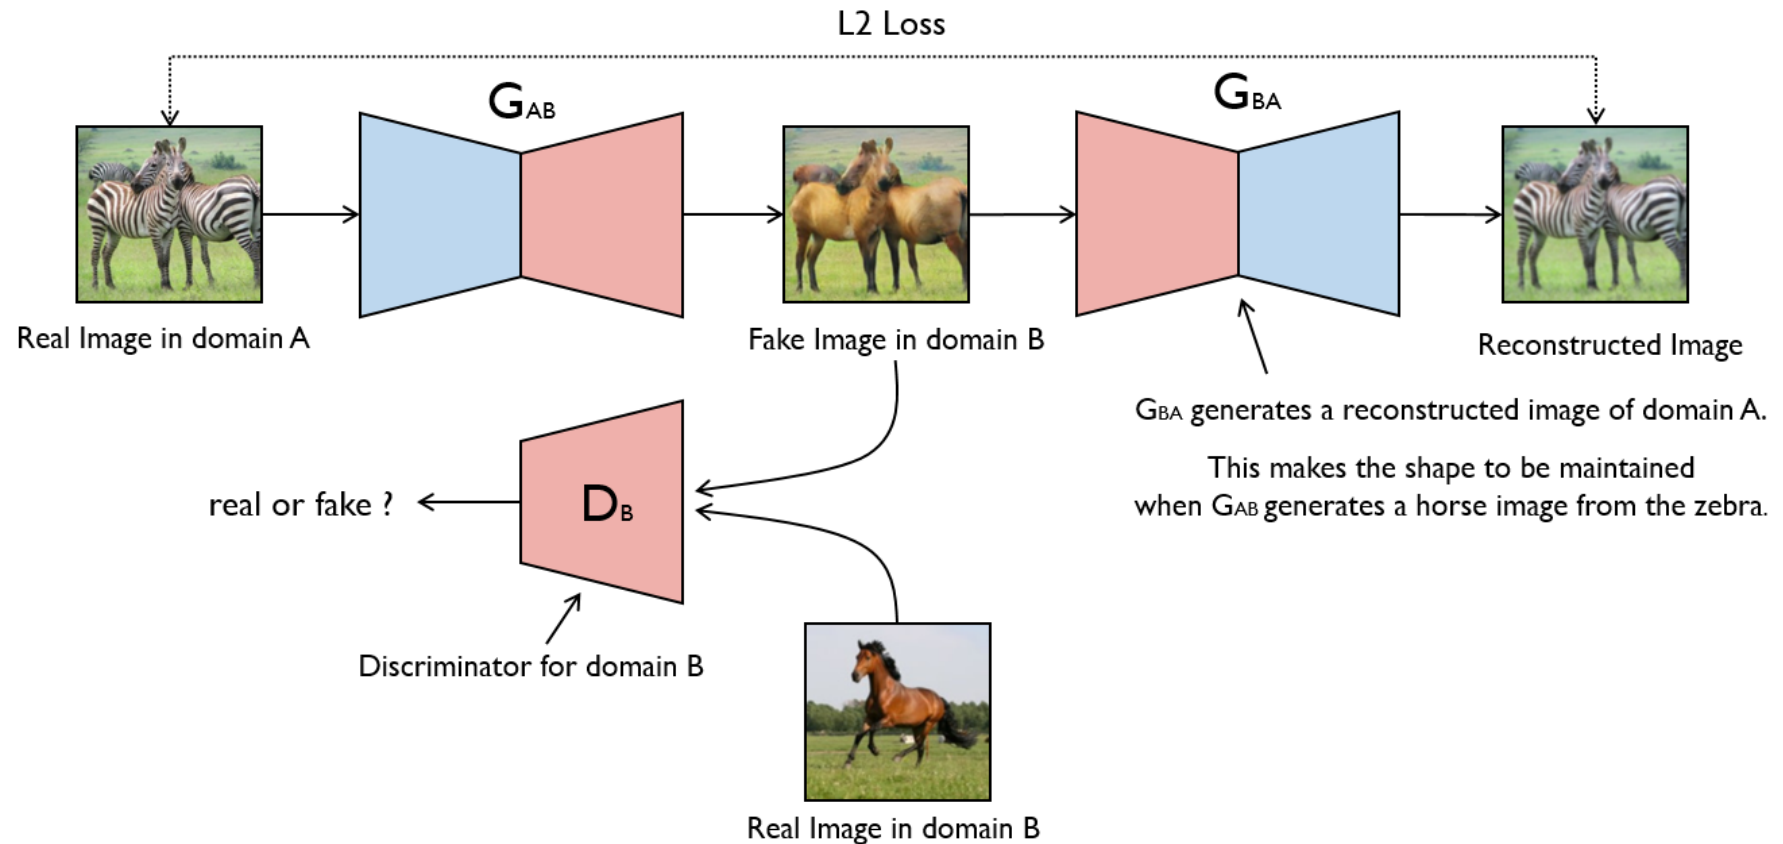 L2 Loss
GAB
GBA
Real Image in domain A
Fake Image in domain B
Reconstructed Image
GBA generates a reconstructed image of domain A.
This makes the shape to be maintained
when GAB generates a horse image from the zebra.
real or fake ?
DB
Discriminator for domain B
Real Image in domain B